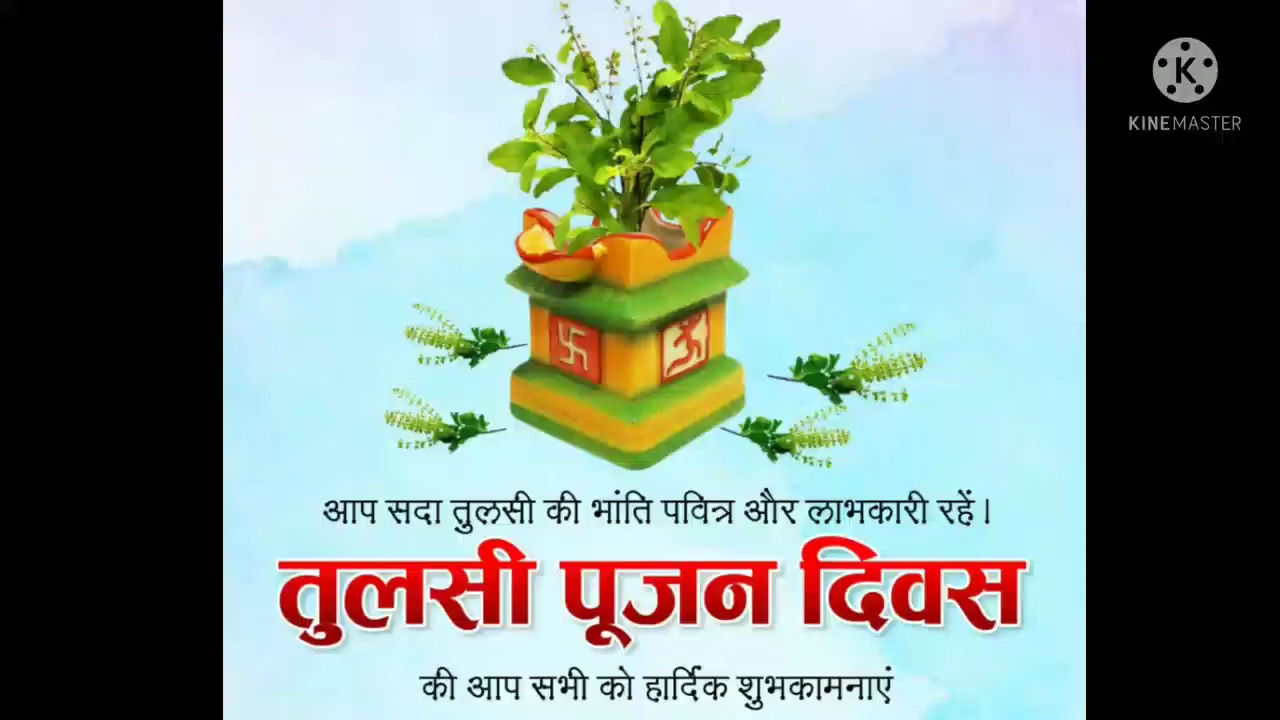 KINEMASTER
आप सदा तुलसी की भांति पवित्र और लाभकारी रहें।
तुलसी पूजन दिवस
की आप सभी को हार्दिक शुभकामनाएं